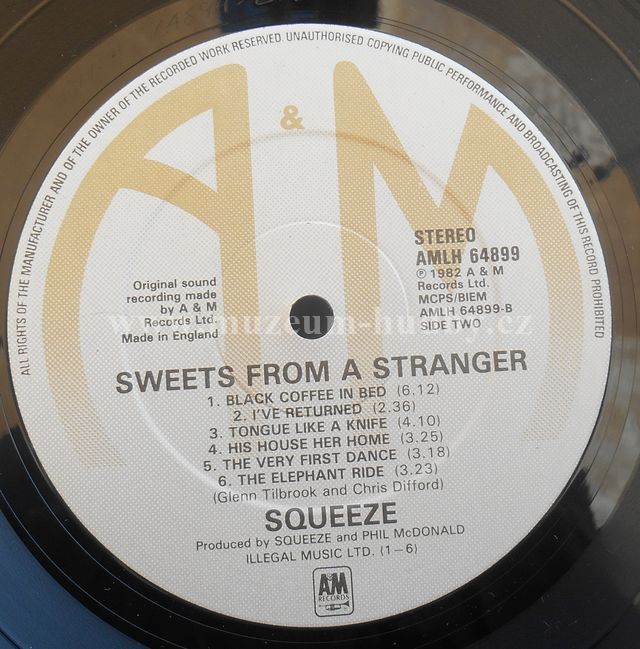 ALL RIGHTS OF THE MANUFACTURER AND OF THE OWNER OF THE RECORDED WORK RESERVED. UNAUTHORISED COPYING PUBLIC PERFORMANCE AND BROADCASTING OF THIS RECORD PROHIBITED
A & M
STEREO
AMLH 64899
℗ 1982 A & M
Records Ltd.
MCPS/BIEM
AMLH 64899-B
SIDE TWO
Original sound
recording made
by A & M
Records Ltd.
Made in England
www.muzeum-hudby.cz
SWEETS FROM A STRANGER
1. BLACK COFFEE IN BED (6.12)
2. I'VE RETURNED (2.36)
3. TONGUE LIKE A KNIFE (4.10)
4. HIS HOUSE HER HOME (3.25)
5. THE VERY FIRST DANCE (3.18)
6. THE ELEPHANT RIDE (3.23)
(Glenn Tilbrook and Chris Difford)
SQUEEZE
Produced by SQUEEZE and PHIL McDONALD
ILLEGAL MUSIC LTD. (1–6)
A&M
RECORDS